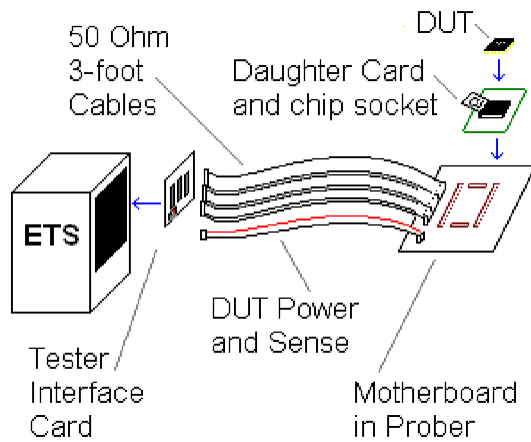 50 Ohm
3-foot
Cables
DUT
Daughter Card
and chip socket
ETS
DUT Power
and Sense
Tester
Interface
Card
Motherboard
in Prober